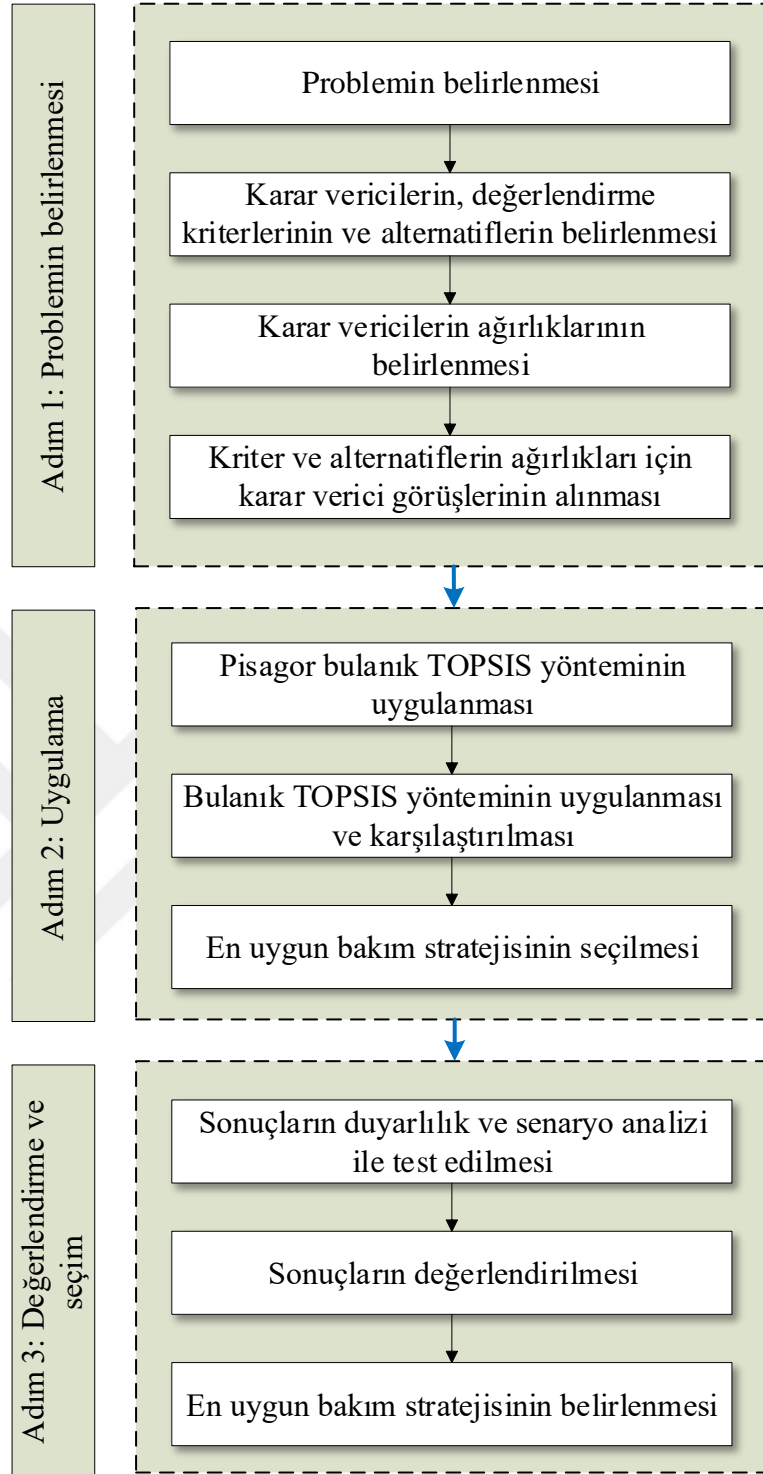 Adım 1: Problemin belirlenmesi
Problemin belirlenmesi
Karar vericilerin, değerlendirme
kriterlerinin ve alternatiflerin belirlenmesi
Karar vericilerin ağırlıklarının
belirlenmesi
Kriter ve alternatiflerin ağırlıkları için
karar verici görüşlerinin alınması
Adım 2: Uygulama
Pisagor bulanık TOPSIS yönteminin
uygulanması
Bulanık TOPSIS yönteminin uygulanması
ve karşılaştırılması
En uygun bakım stratejisinin seçilmesi
Adım 3: Değerlendirme ve
seçim
Sonuçların duyarlılık ve senaryo analizi
ile test edilmesi
Sonuçların değerlendirilmesi
En uygun bakım stratejisinin belirlenmesi